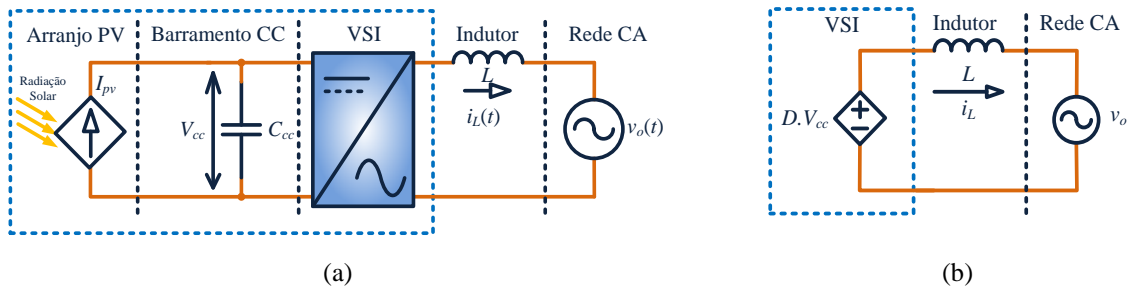 Arranjo PV
Barramento CC
VSI
Indutor
Rede CA
Radiação
Solar
I_pv
V_cc
C_cc
L
i_L(t)
v_o(t)
(a)
VSI
Indutor
Rede CA
D.V_cc
L
i_L
v_o
(b)